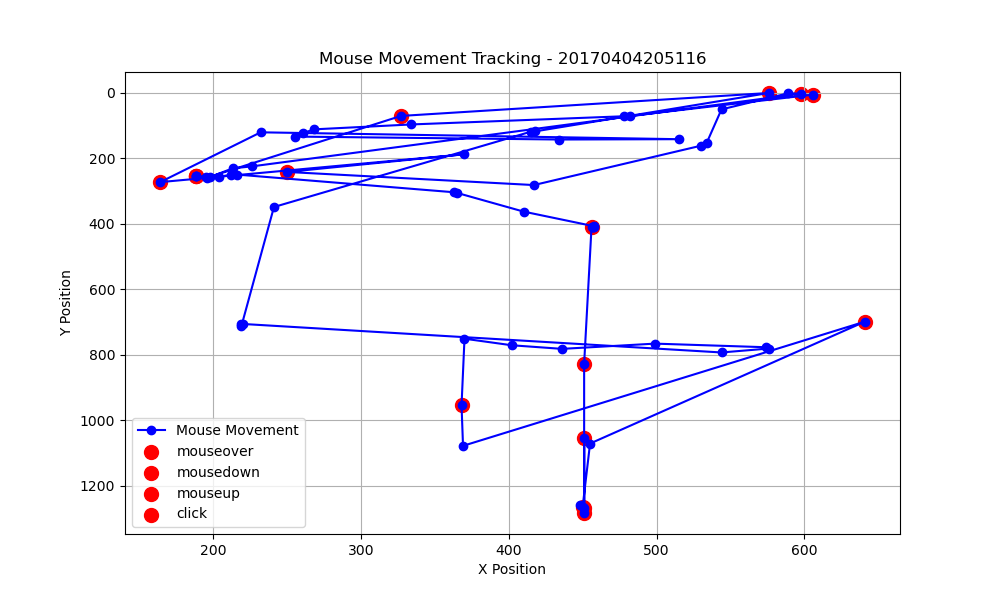 Mouse Movement Tracking - 20170404205116
Y Position
0
200
400
600
800
1000
1200
Mouse Movement
mouseover
mousedown
mouseup
click
200
300
400
500
600
X Position